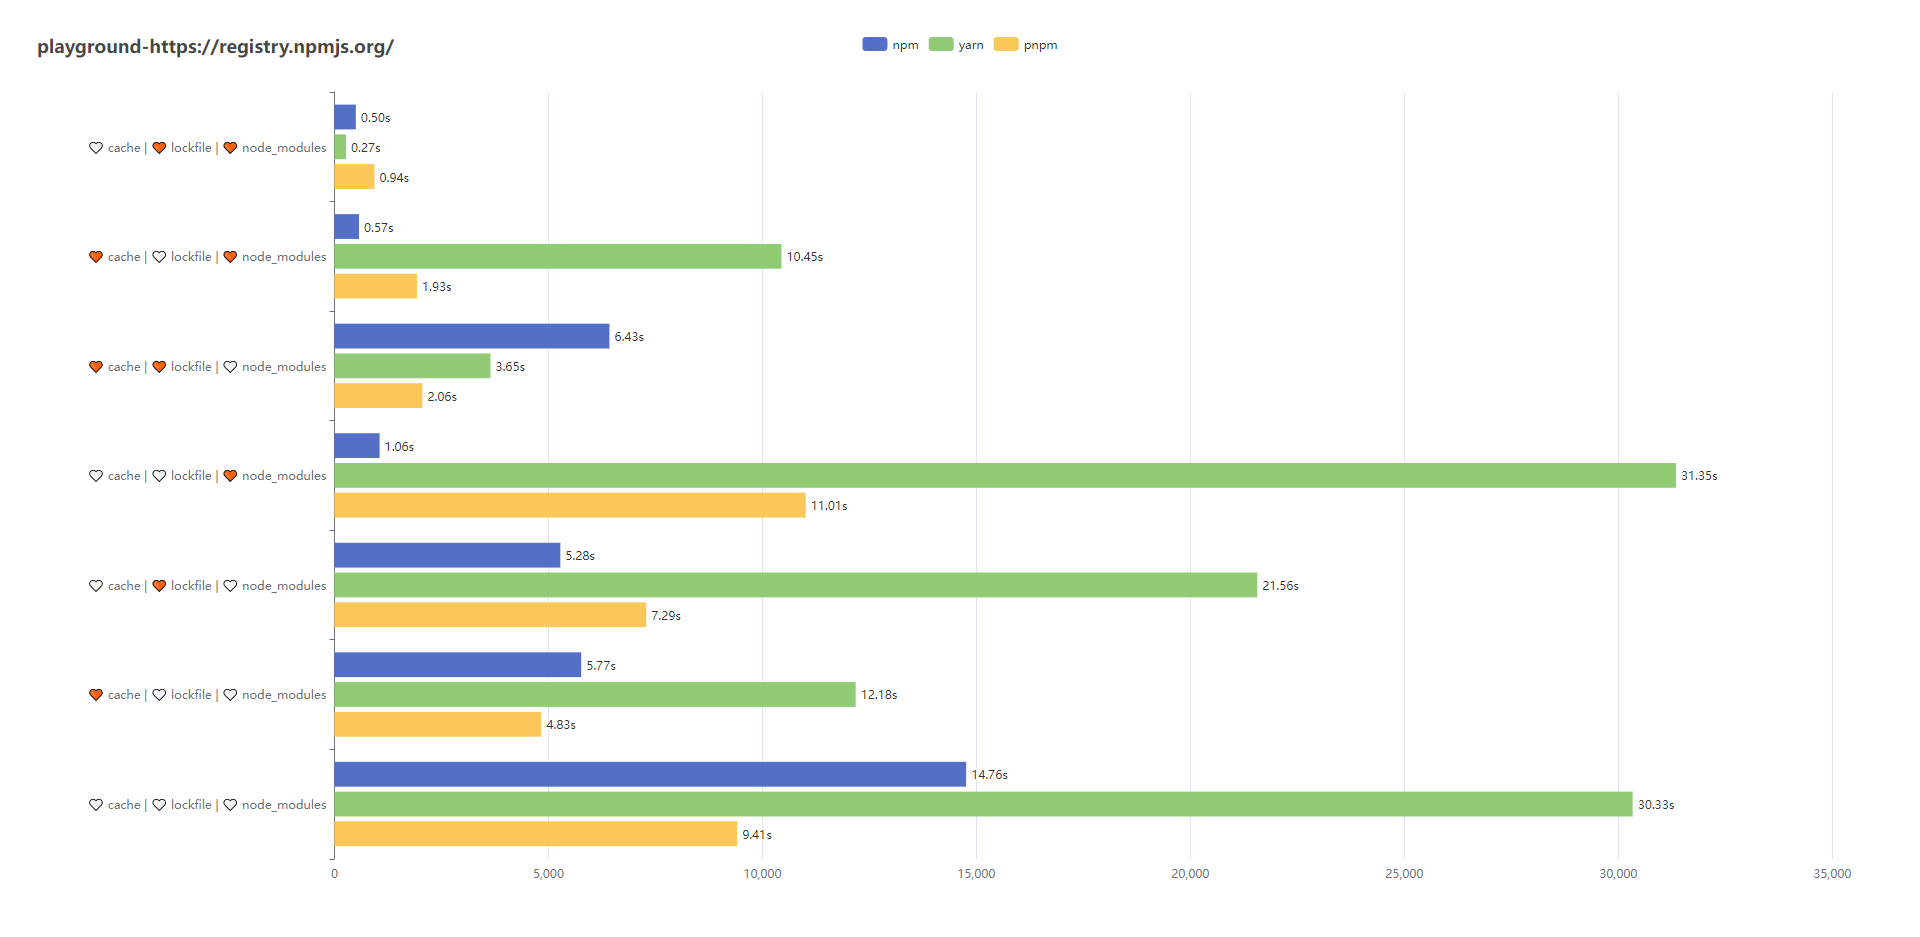 playground-https://registry.npmjs.org/
npm yarn pnpm
0.50s
🤍 cache | 🧡 lockfile | 🧡 node_modules 0.27s
0.94s
0.57s
🧡 cache | 🤍 lockfile | 🧡 node_modules 10.45s
1.93s
6.43s
🧡 cache | 🧡 lockfile | 🤍 node_modules 3.65s
2.06s
1.06s
🤍 cache | 🤍 lockfile | 🧡 node_modules 31.35s
11.01s
5.28s
🤍 cache | 🧡 lockfile | 🤍 node_modules 21.56s
7.29s
5.77s
🧡 cache | 🤍 lockfile | 🤍 node_modules 12.18s
4.83s
14.76s
🤍 cache | 🤍 lockfile | 🤍 node_modules 30.33s
9.41s
0 5,000 10,000 15,000 20,000 25,000 30,000 35,000